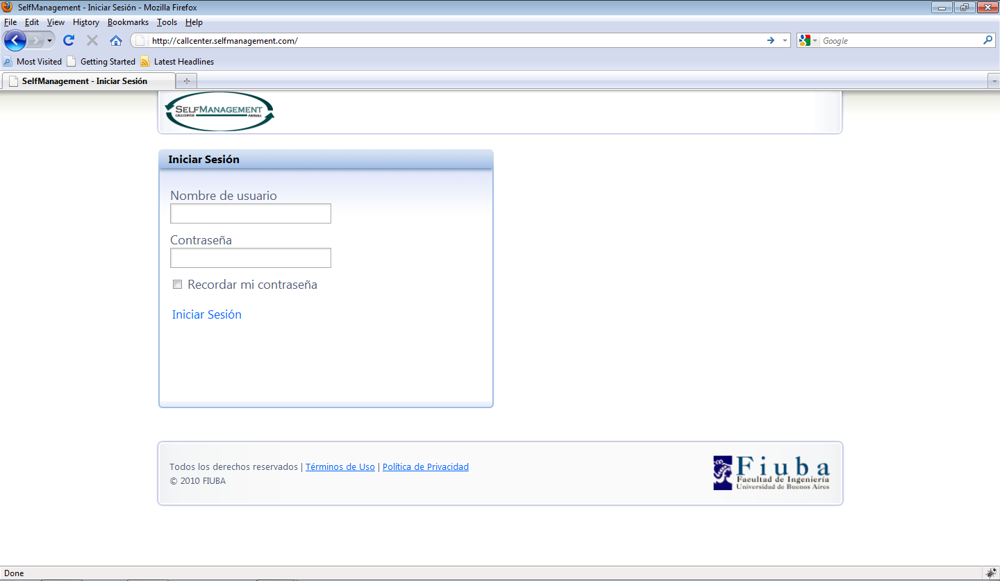 SelfManagement - Iniciar Sesión - Mozilla Firefox
File Edit View History Bookmarks Tools Help
http://callcenter.selfmanagement.com/ Google
Most Visited Getting Started Latest Headlines
SelfManagement - Iniciar Sesión
SELFMANAGEMENT
CALLCENTER PAYROLL
Iniciar Sesión
Nombre de usuario
Contraseña
Recordar mi contraseña
Iniciar Sesión
Todos los derechos reservados | Términos de Uso | Política de Privacidad
© 2010 FIUBA
Fiuba
Facultad de Ingeniería
Universidad de Buenos Aires
Done